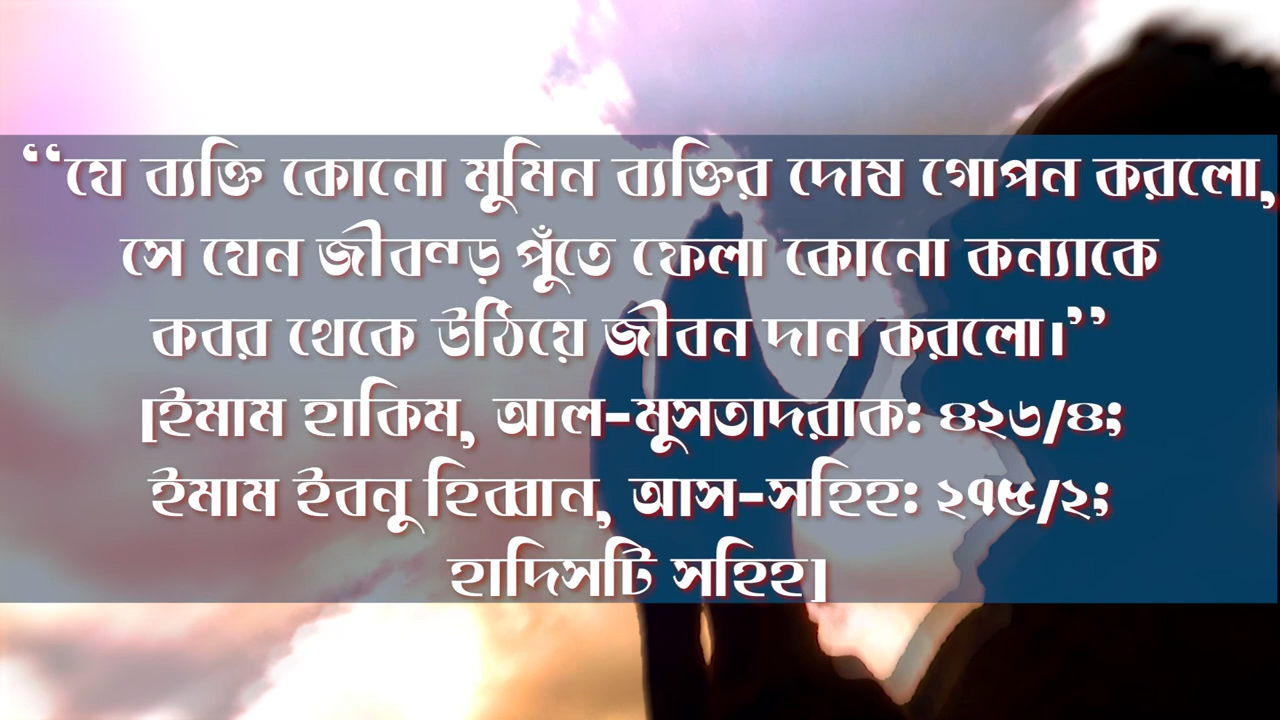 “যে ব্যক্তি কোনো মুমিন ব্যক্তির দোষ গোপন করলো,
সে যেন জীবণ্ড় পুঁতে ফেলা কোনো কন্যাকে
কবর থেকে উঠিয়ে জীবন দান করলো।”
[ইমাম হাকিম, আল-মুসতাদরাক: ৪২৬/৪;
ইমাম ইবনু হিব্বান, আস-সহিহ: ২৭৫/২;
হাদিসটি সহিহ]